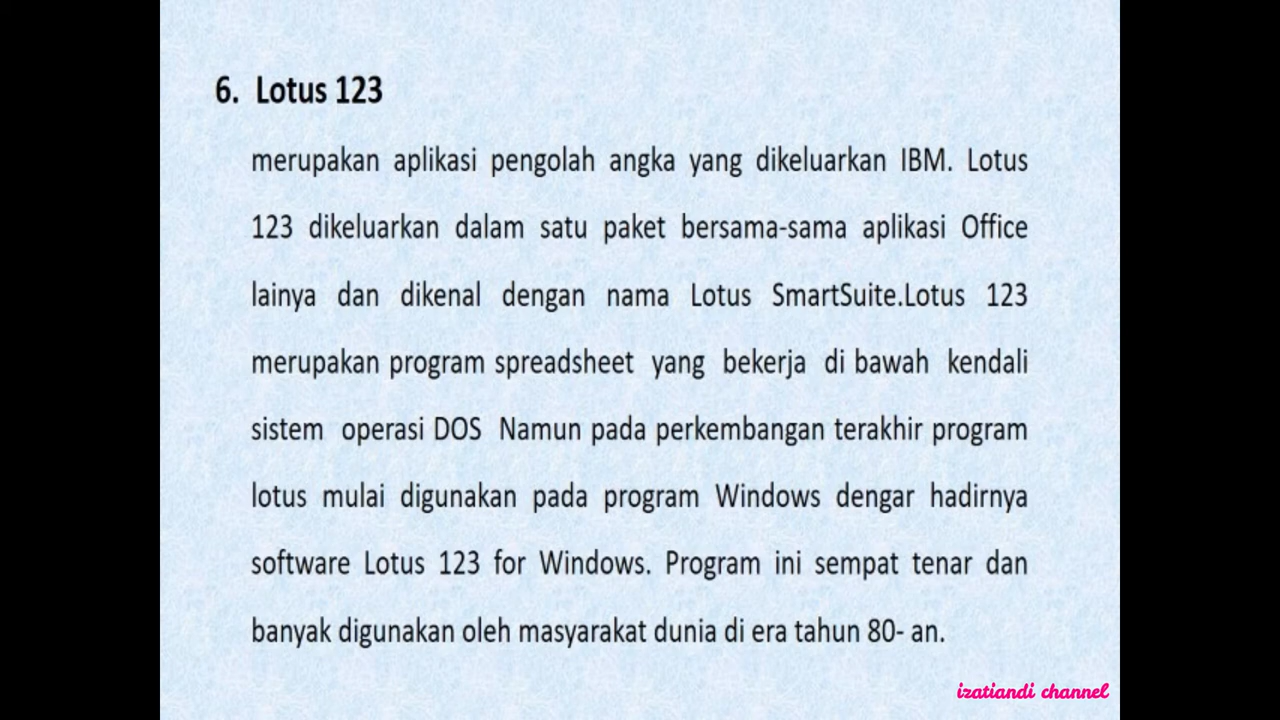 6. Lotus 123
merupakan aplikasi pengolah angka yang dikeluarkan IBM. Lotus
123 dikeluarkan dalam satu paket bersama-sama aplikasi Office
lainya dan dikenal dengan nama Lotus SmartSuite.Lotus 123
merupakan program spreadsheet yang bekerja di bawah kendali
sistem operasi DOS Namun pada perkembangan terakhir program
lotus mulai digunakan pada program Windows dengar hadirnya
software Lotus 123 for Windows. Program ini sempat tenar dan
banyak digunakan oleh masyarakat dunia di era tahun 80- an.
izatiandi channel